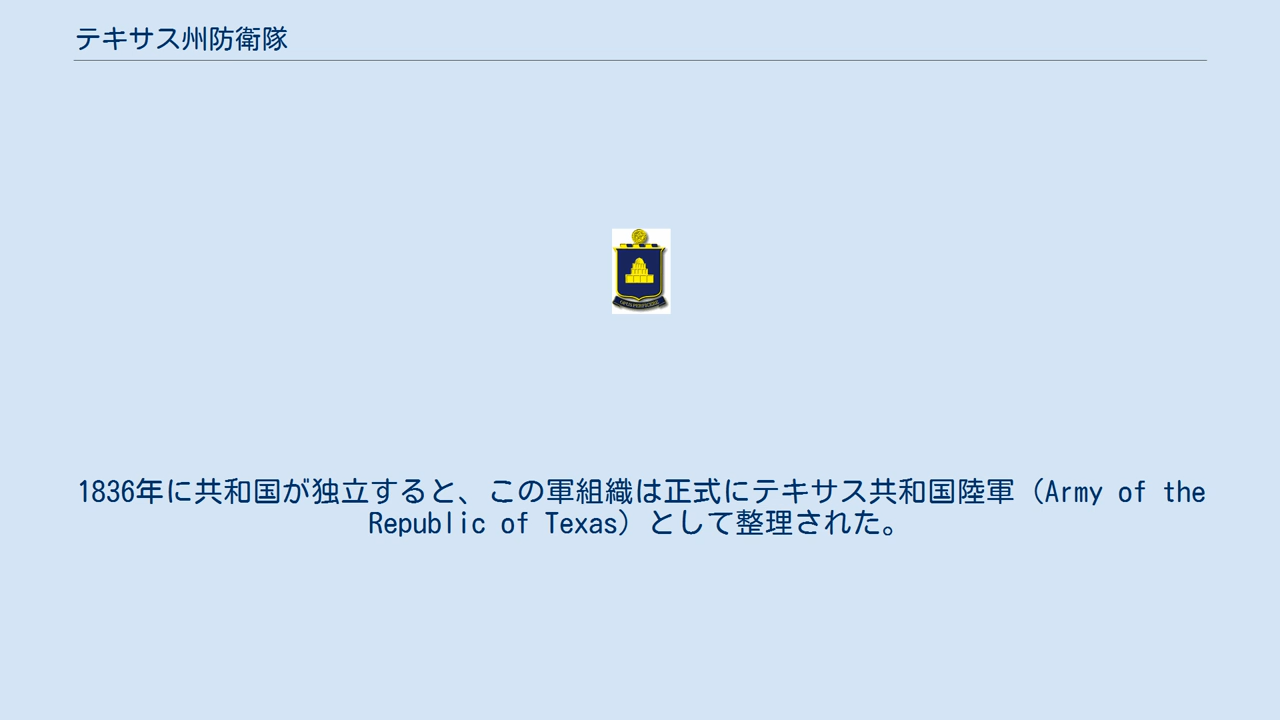 テキサス州防衛隊
1836年に共和国が独立すると、この軍組織は正式にテキサス共和国陸軍（Army of the
Republic of Texas）として整理された。